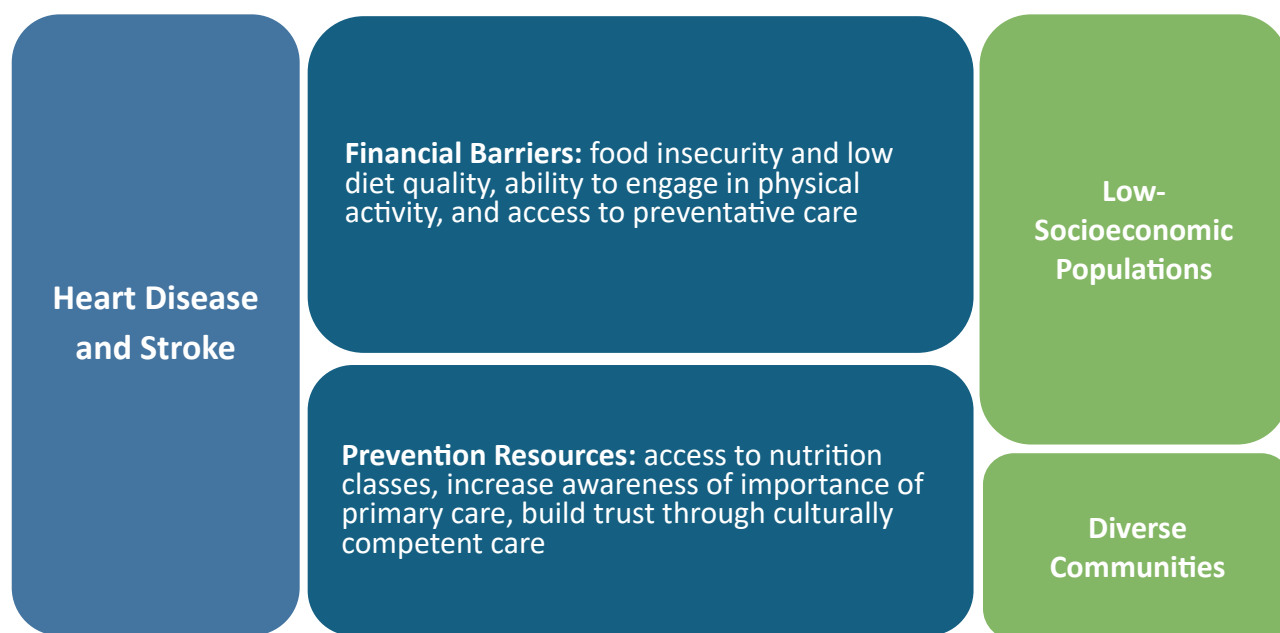 Heart Disease
and Stroke
Financial Barriers: food insecurity and low
diet quality, ability to engage in physical
activity, and access to preventative care
Prevention Resources: access to nutrition
classes, increase awareness of importance of
primary care, build trust through culturally
competent care
Low-
Socioeconomic
Populations
Diverse
Communities